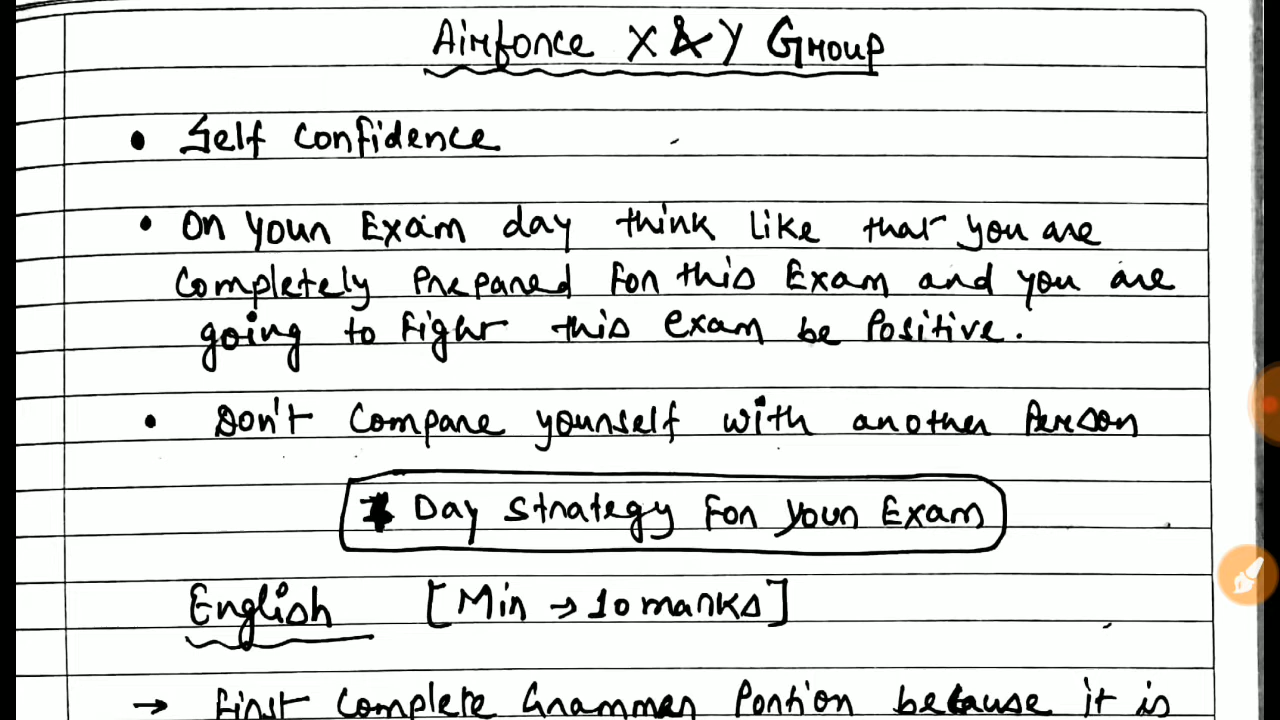 Airforce X & Y Group
• Self Confidence
• On your Exam day think like that you are
Completely Prepared For this Exam and you are
going to Fight this exam be Positive.
• Don't Compare yourself with another Person
Day Strategy For your Exam
English [Min → 10 marks]
→ First Complete Grammer Portion because it is